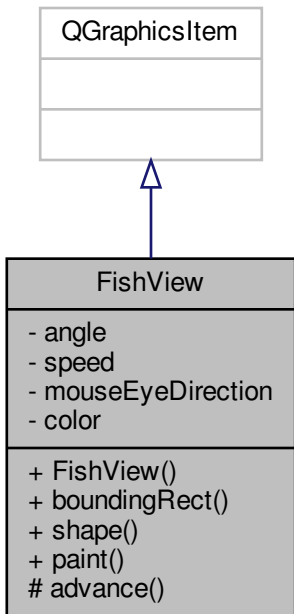 QGraphicsItem
FishView
- angle
- speed
- mouseEyeDirection
- color
+ FishView()
+ boundingRect()
+ shape()
+ paint()
# advance()